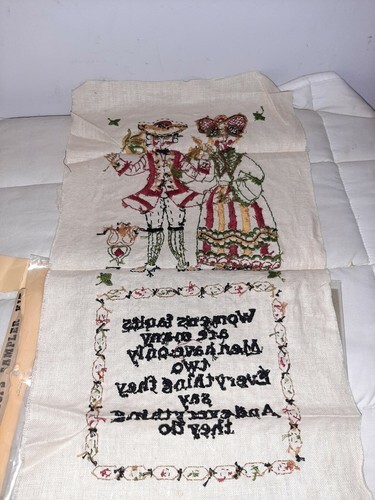 Women's faults
are many
Men have only
two
Everything they
say
And everything
they do